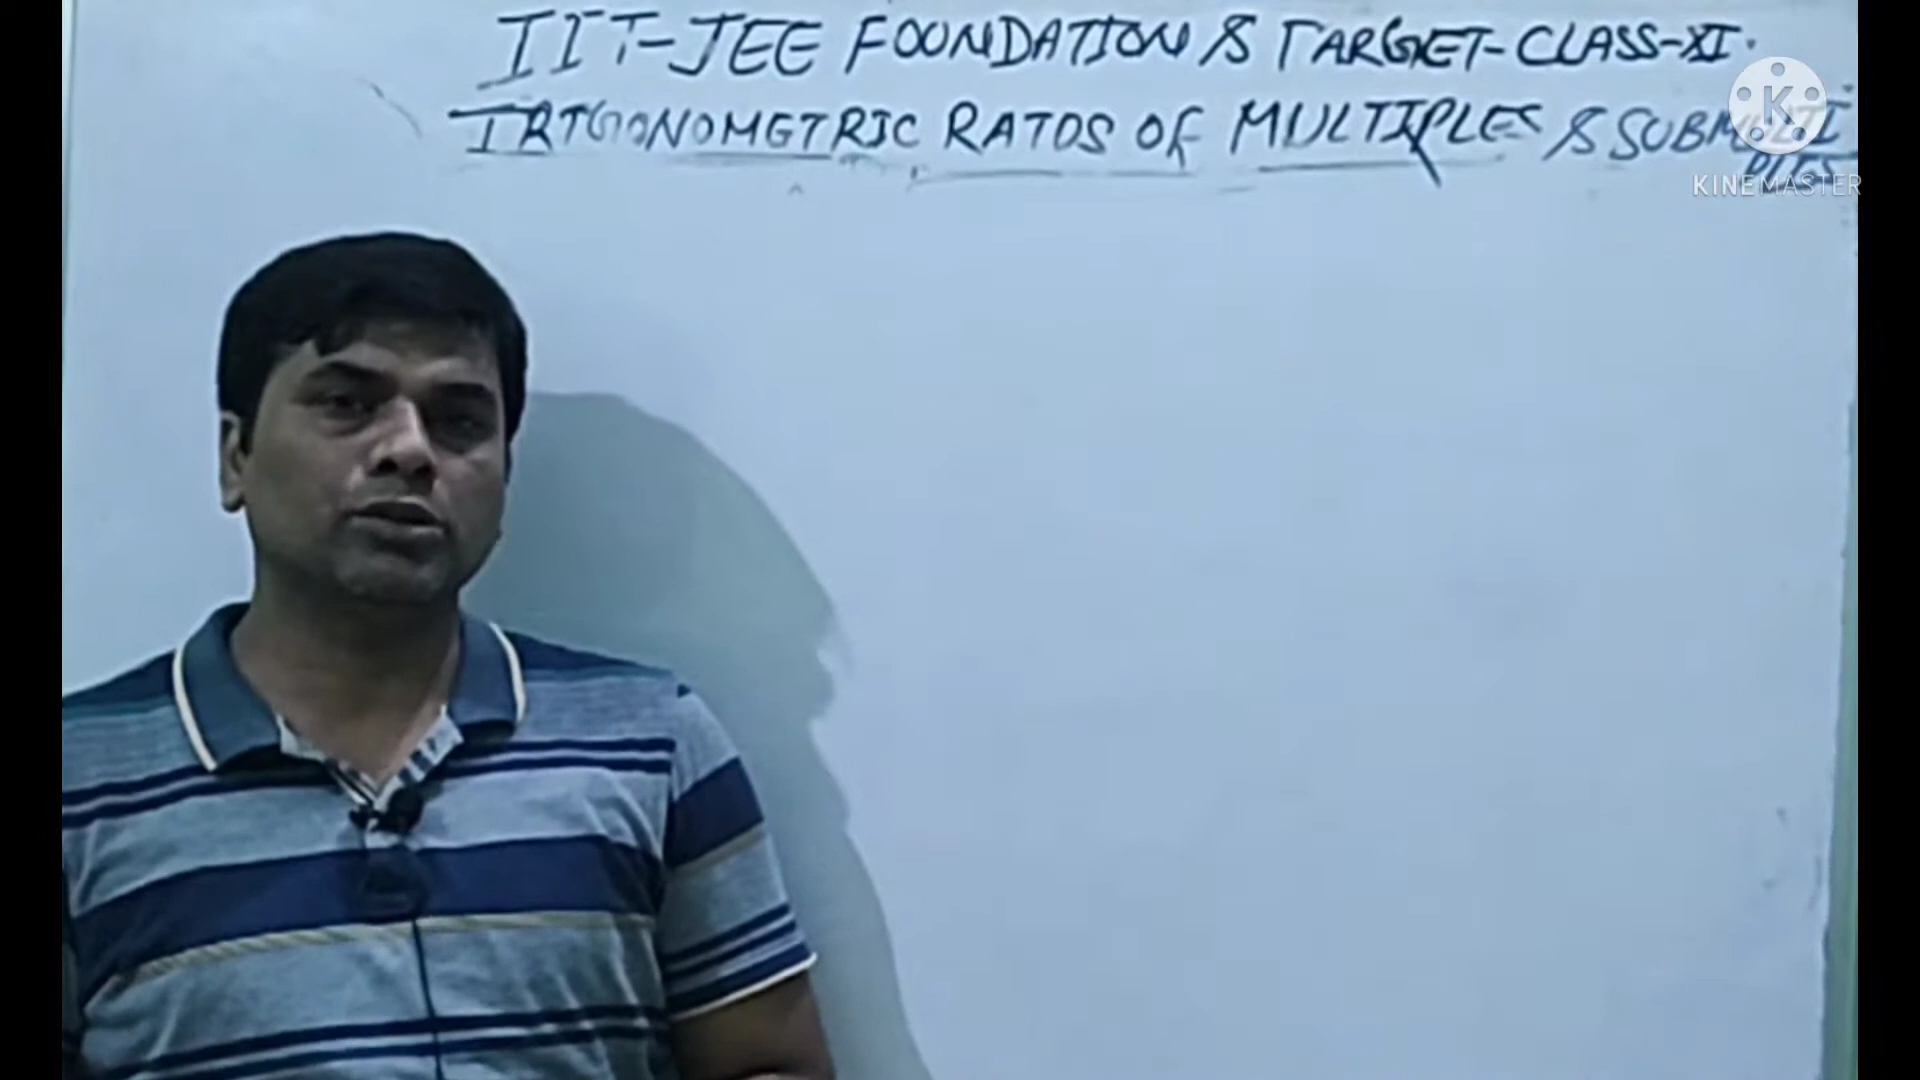 IIT-JEE FOUNDATION & TARGET-CLASS-XI.
TRIGONOMETRIC RATOS OF MULTIPLES & SUBMULTI
PLES
K
KINEMASTER